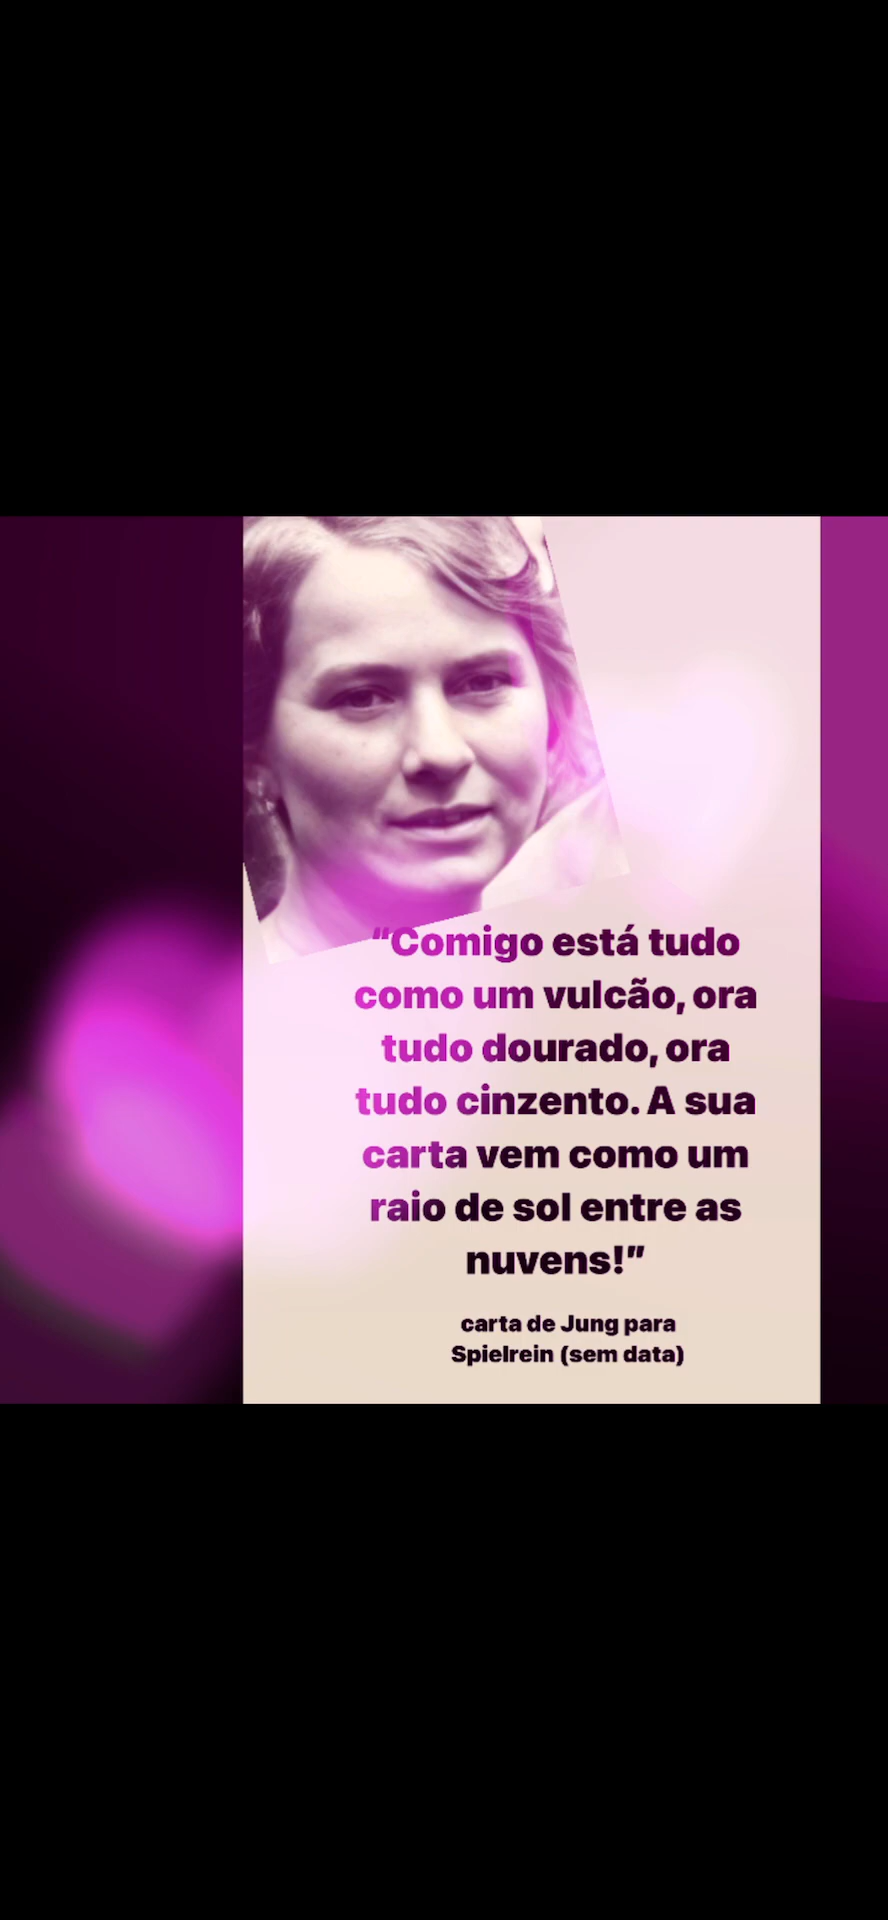 “Comigo está tudo
como um vulcão, ora
tudo dourado, ora
tudo cinzento. A sua
carta vem como um
raio de sol entre as
nuvens!”
carta de Jung para
Spielrein (sem data)